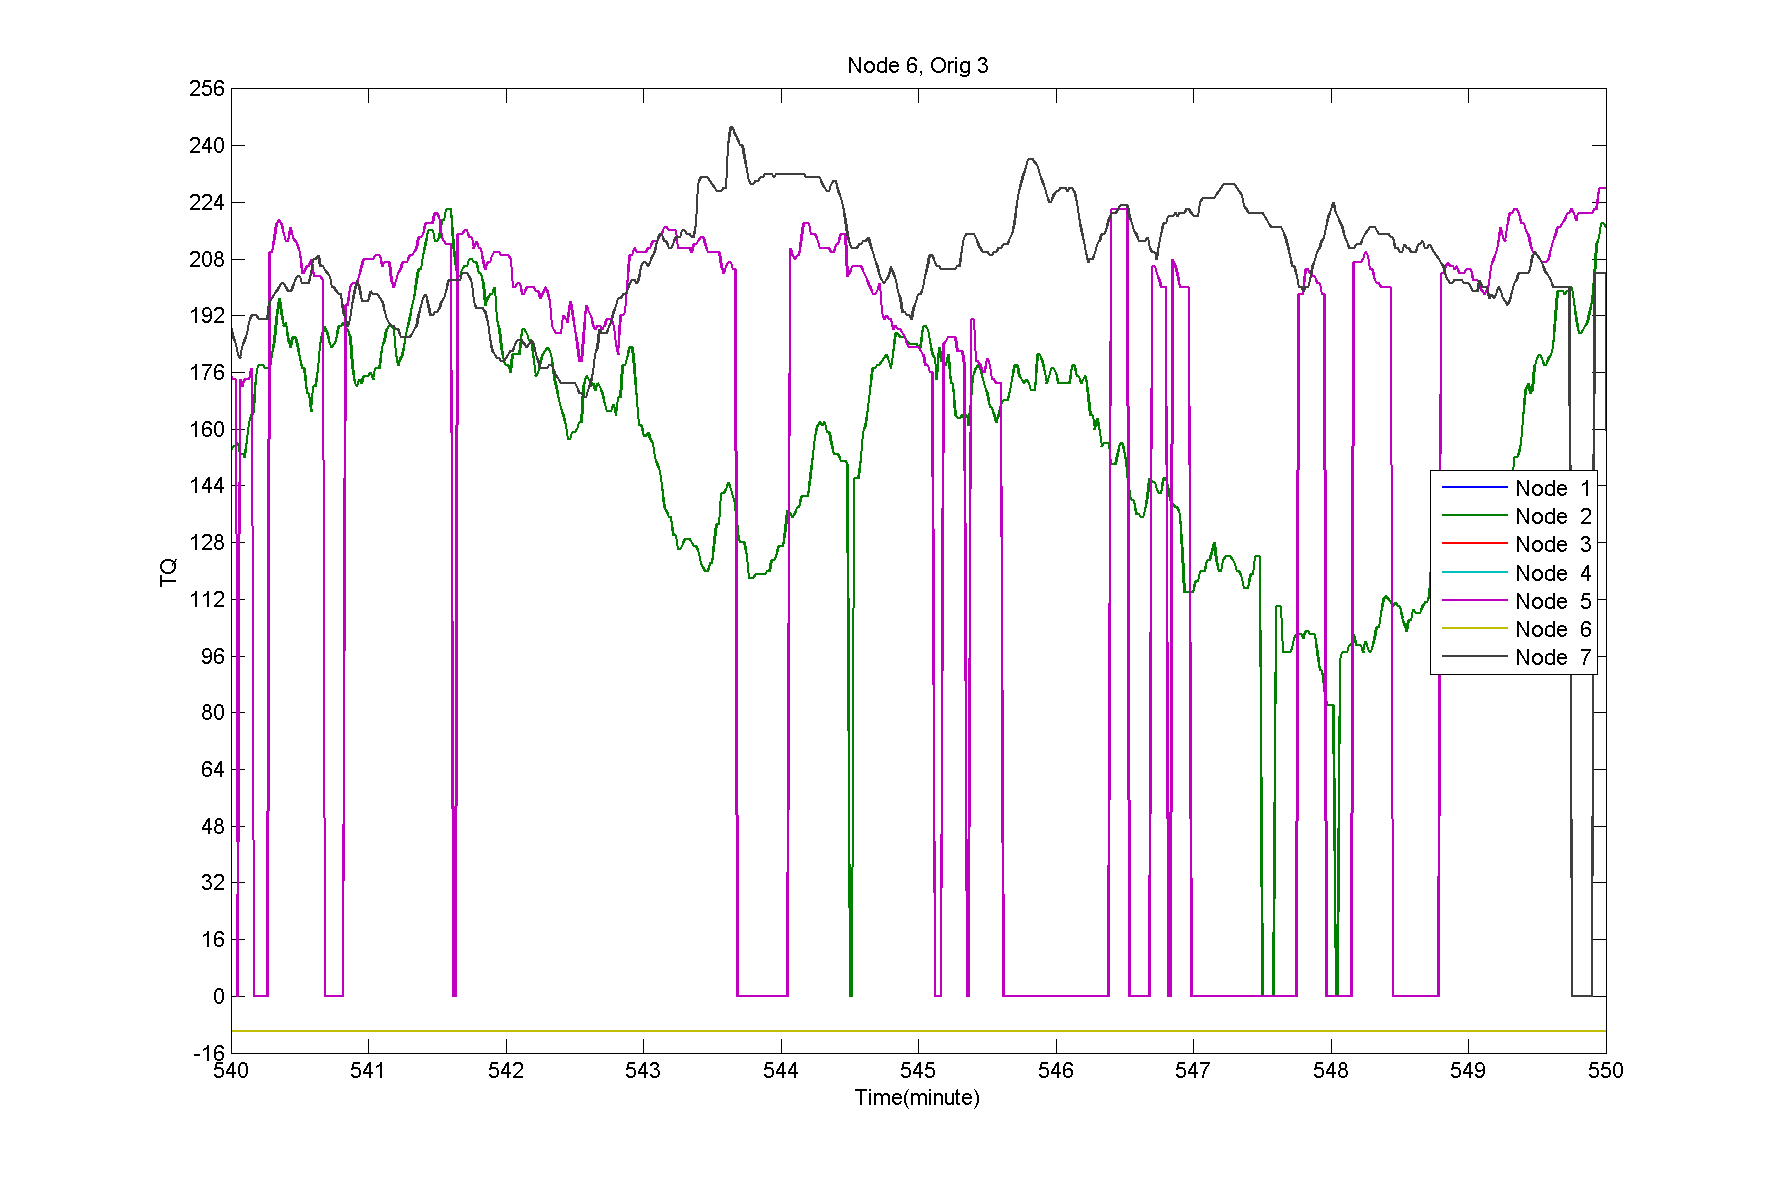 Node 6, Orig 3
256
240
224
208
192
176
160
144
128
112
96
80
64
48
32
16
0
-16
TQ
540 541 542 543 544 545 546 547 548 549 550
Time(minute)
Node 1
Node 2
Node 3
Node 4
Node 5
Node 6
Node 7